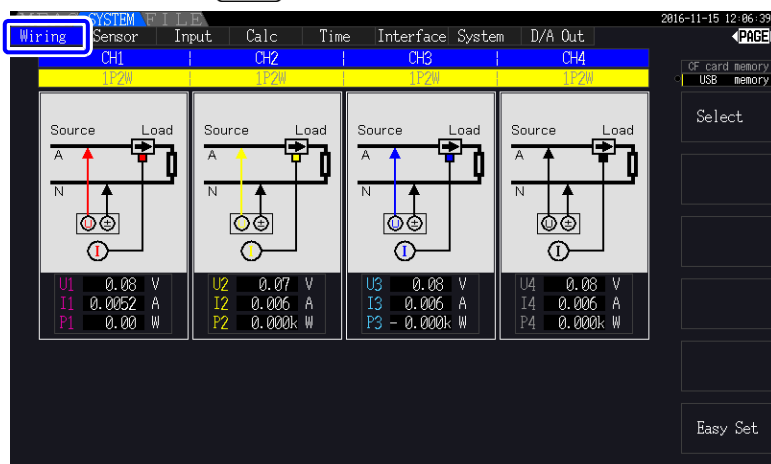 MEAS SYSTEM FILE 2016-11-15 12:06:39
Wiring Sensor Input Calc Time Interface System D/A Out PAGE
CH1 CH2 CH3 CH4
1P2W 1P2W 1P2W 1P2W
CF card memory
USB memory
Select
Source Load Source Load Source Load Source Load
A A A A
N N N N
U ± U ± U ± U ±
I I I I
U1 0.08 V U2 0.07 V U3 0.08 V U4 0.08 V
I1 0.0052 A I2 0.006 A I3 0.006 A I4 0.006 A
P1 0.00 W P2 0.000k W P3 - 0.000k W P4 0.000k W
Easy Set